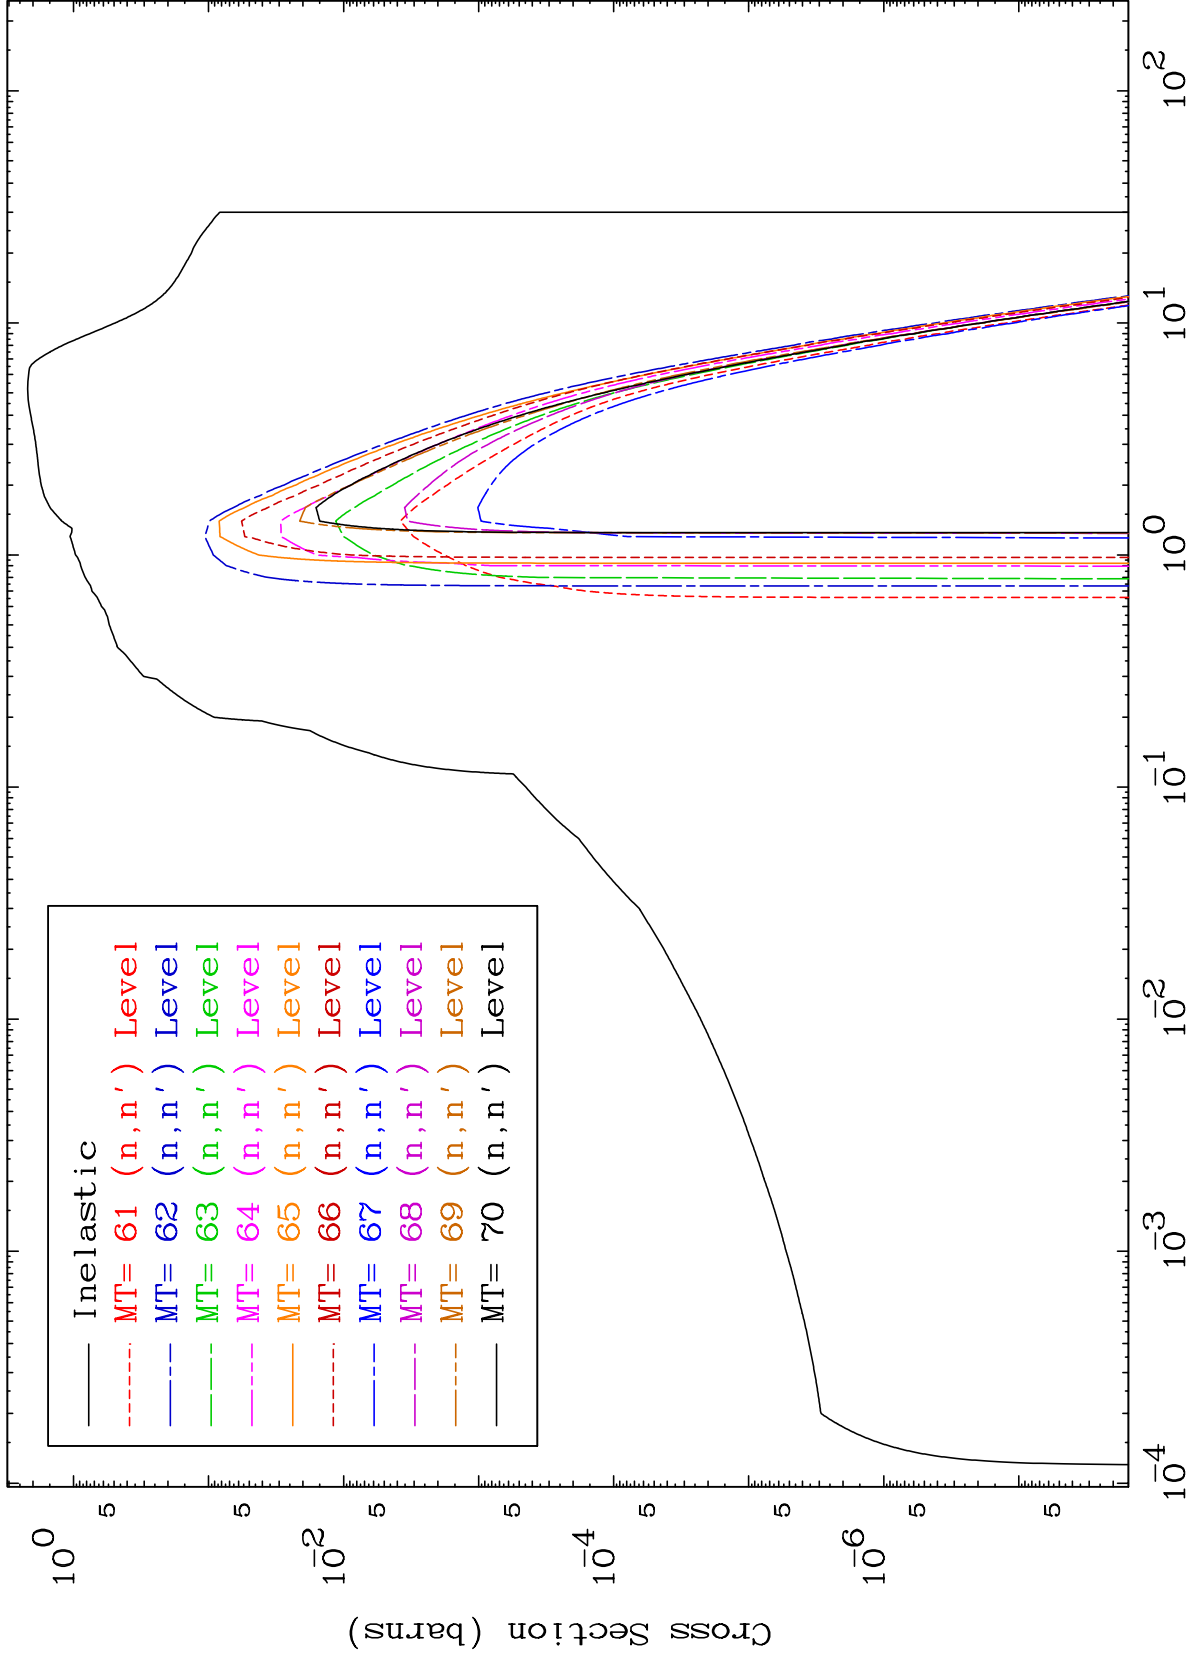 Cross Section (barns)
10^0
5
5
10^-2
5
5
10^-4
5
5
10^-6
5
5
Inelastic
MT= 61 (n,n') Level
MT= 62 (n,n') Level
MT= 63 (n,n') Level
MT= 64 (n,n') Level
MT= 65 (n,n') Level
MT= 66 (n,n') Level
MT= 67 (n,n') Level
MT= 68 (n,n') Level
MT= 69 (n,n') Level
MT= 70 (n,n') Level
10^-4
10^-3
10^-2
10^-1
10^0
10^1
10^2